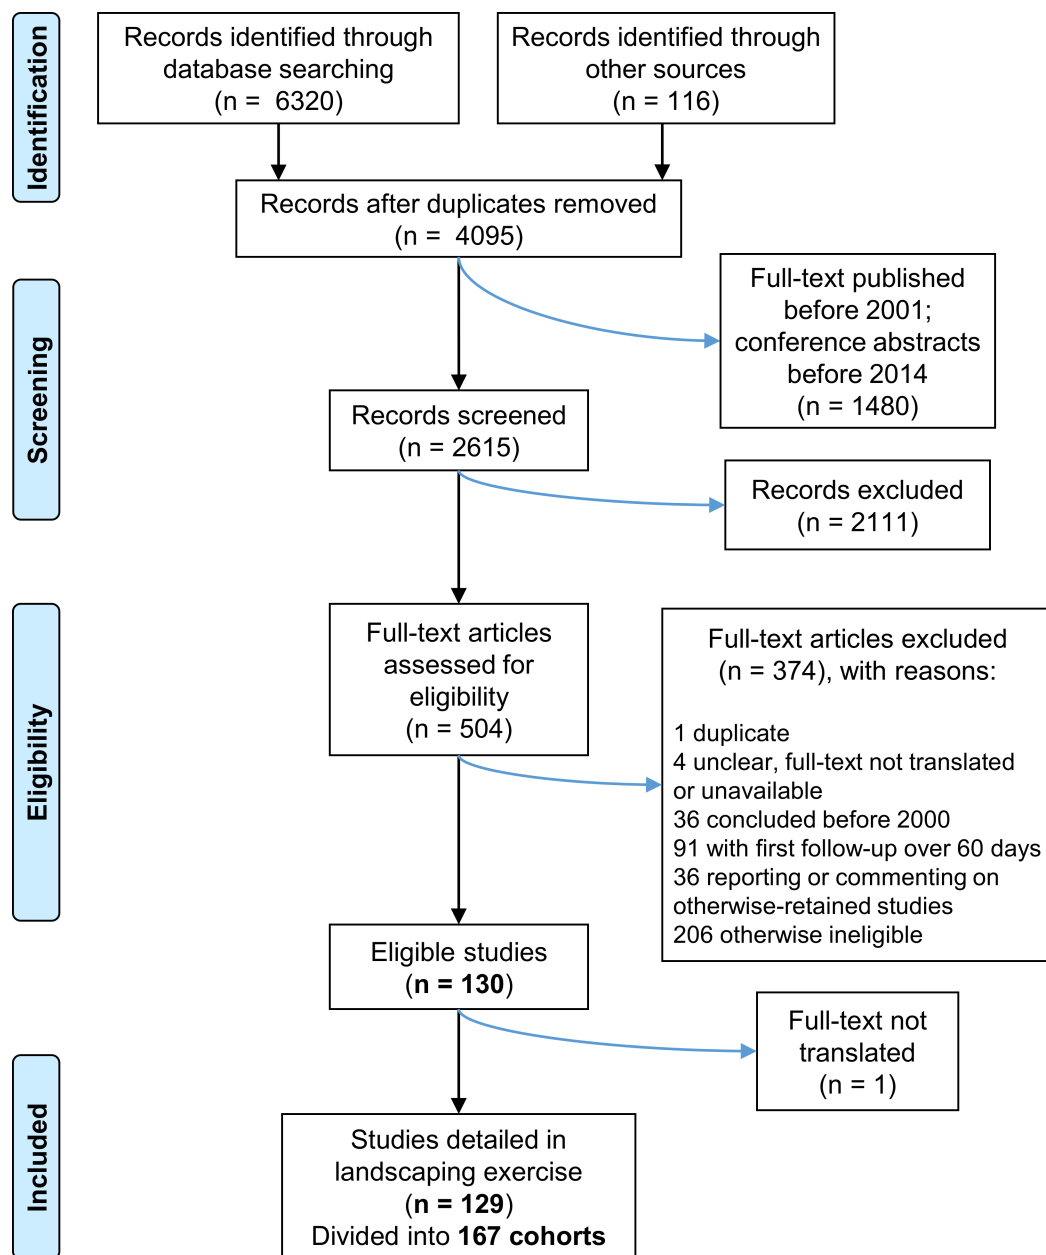 Identification
Records identified through
database searching
(n =  6320)
Records identified through
other sources
(n = 116)
Records after duplicates removed
(n =  4095)
Full-text published
before 2001;
conference abstracts
before 2014
(n = 1480)
Screening
Records screened
(n = 2615)
Records excluded
(n = 2111)
Eligibility
Full-text articles
assessed for
eligibility
(n = 504)
Full-text articles excluded
(n = 374), with reasons:
1 duplicate
4 unclear, full-text not translated
or unavailable
36 concluded before 2000
91 with first follow-up over 60 days
36 reporting or commenting on
otherwise-retained studies
206 otherwise ineligible
Eligible studies
(n = 130)
Full-text not
translated
(n = 1)
Included
Studies detailed in
landscaping exercise
(n = 129)
Divided into 167 cohorts